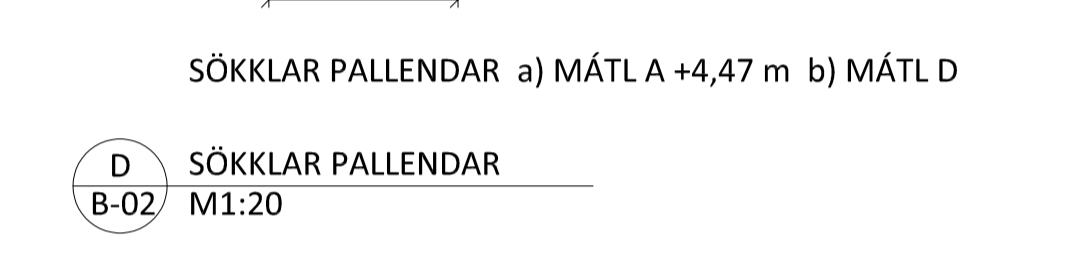 SÖKKLAR PALLENDAR a) MÁTL A +4,47 m b) MÁTL D
D SÖKKLAR PALLENDAR
B-02 M1:20